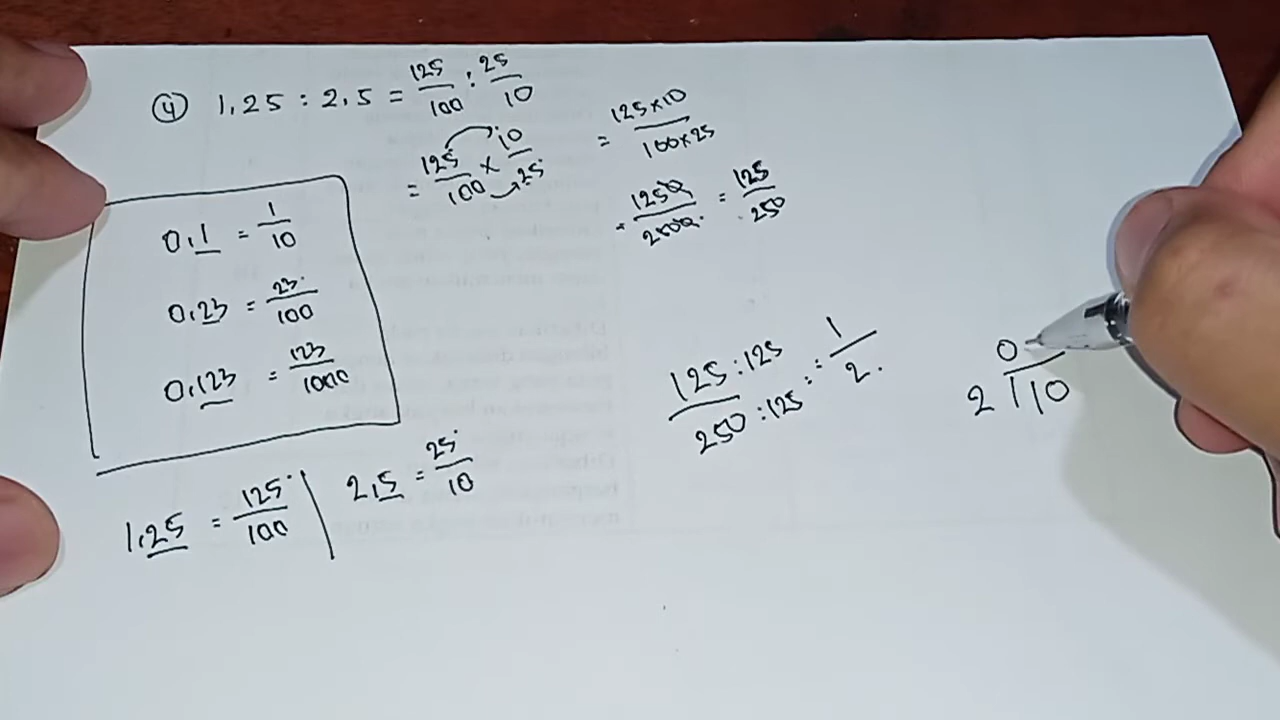 ④ 1,25 : 2,5 = 125/100 : 25/10
= 125/100 × 10/25 = 125×10/100×25
= 1250/2500 = 125/250
0,1 = 1/10
0,23 = 23/100
0,123 = 123/1000
1,25 = 125/100
2,5 = 25/10
125:125/250:125 = 1/2
0
2 10